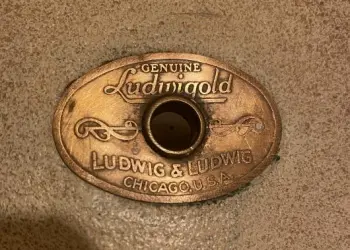 GENUINE
Ludwigold
LUDWIG & LUDWIG
CHICAGO, U.S.A.